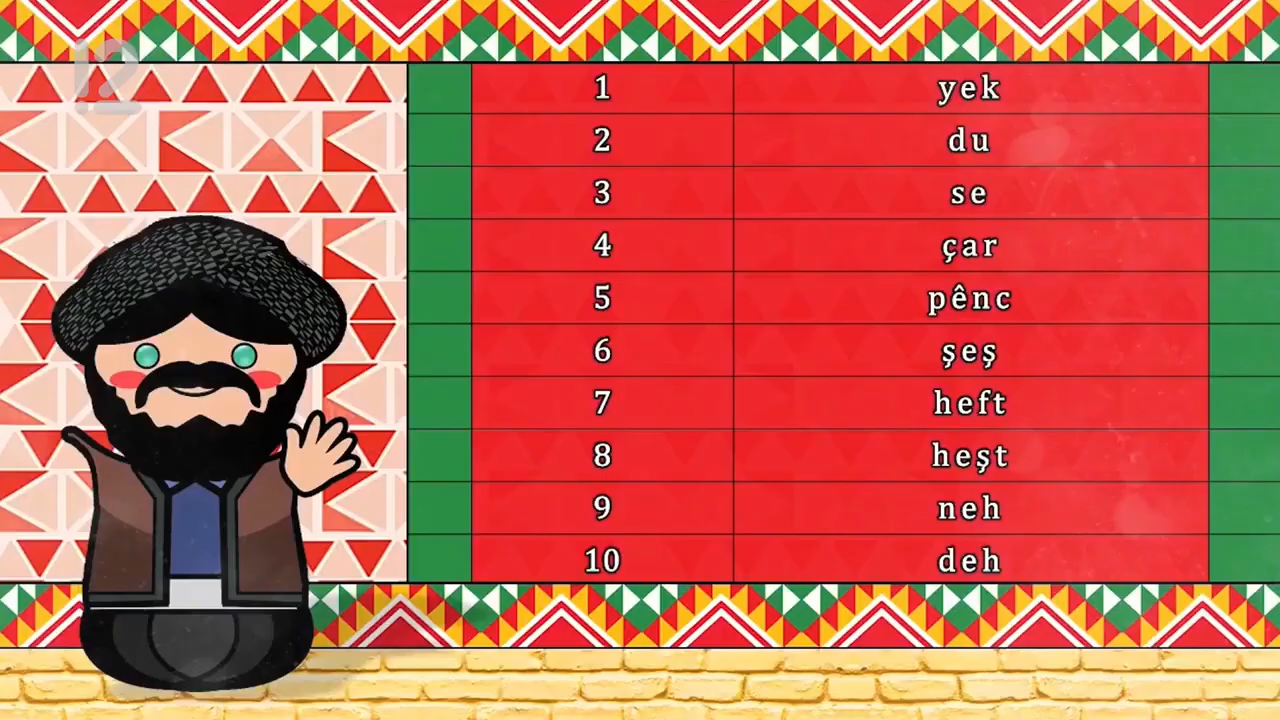 12
1 yek
2 du
3 se
4 çar
5 pênc
6 şeş
7 heft
8 heşt
9 neh
10 deh